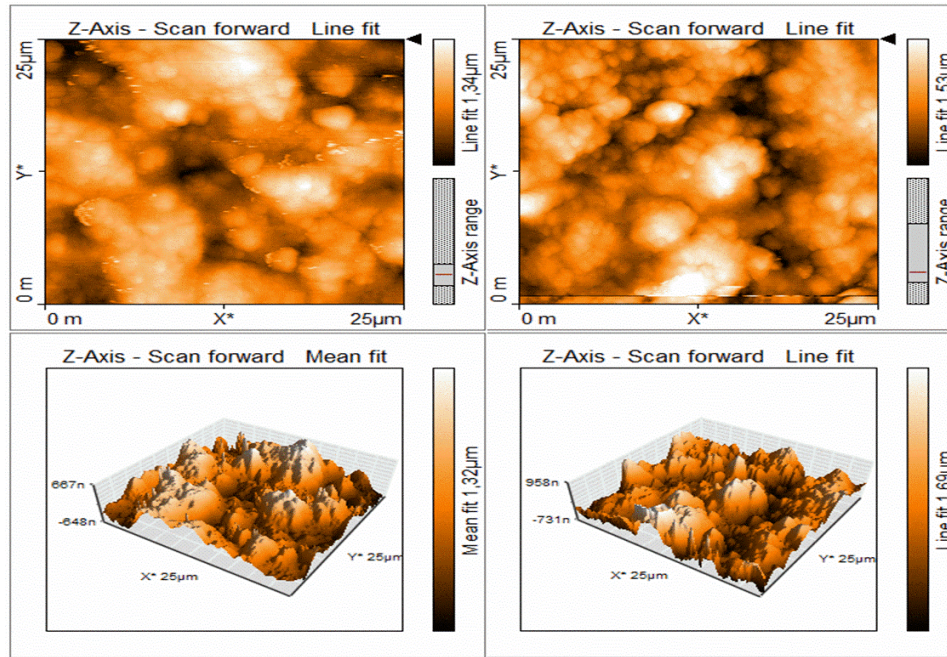 Z-Axis - Scan forward Line fit
25µm
Y*
0 m
0 m
X*
25µm
Line fit 1,34µm
Z-Axis range
Z-Axis - Scan forward Line fit
25µm
Y*
0 m
0 m
X*
25µm
Line fit 1,53µm
Z-Axis range
Z-Axis - Scan forward Mean fit
667n
-648n
X* 25µm
Y* 25µm
Mean fit 1,32µm
Z-Axis - Scan forward Line fit
958n
-731n
X* 25µm
Y* 25µm
Line fit 1,69µm